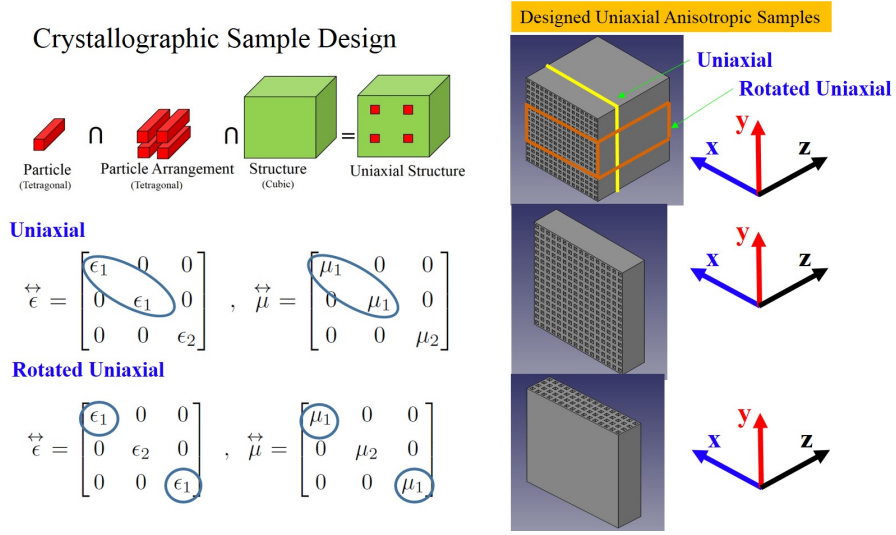 Crystallographic Sample Design
∩ ∩ =
Particle
(Tetragonal)
Particle Arrangement
(Tetragonal)
Structure
(Cubic)
Uniaxial Structure
Uniaxial
ϵ↔ = [ϵ₁ 0 0
0 ϵ₁ 0
0 0 ϵ₂] , μ↔ = [μ₁ 0 0
0 μ₁ 0
0 0 μ₂]
Rotated Uniaxial
ϵ↔ = [ϵ₁ 0 0
0 ϵ₂ 0
0 0 ϵ₁] , μ↔ = [μ₁ 0 0
0 μ₂ 0
0 0 μ₁]
Designed Uniaxial Anisotropic Samples
Uniaxial
Rotated Uniaxial
y
x z
y
x z
y
x z